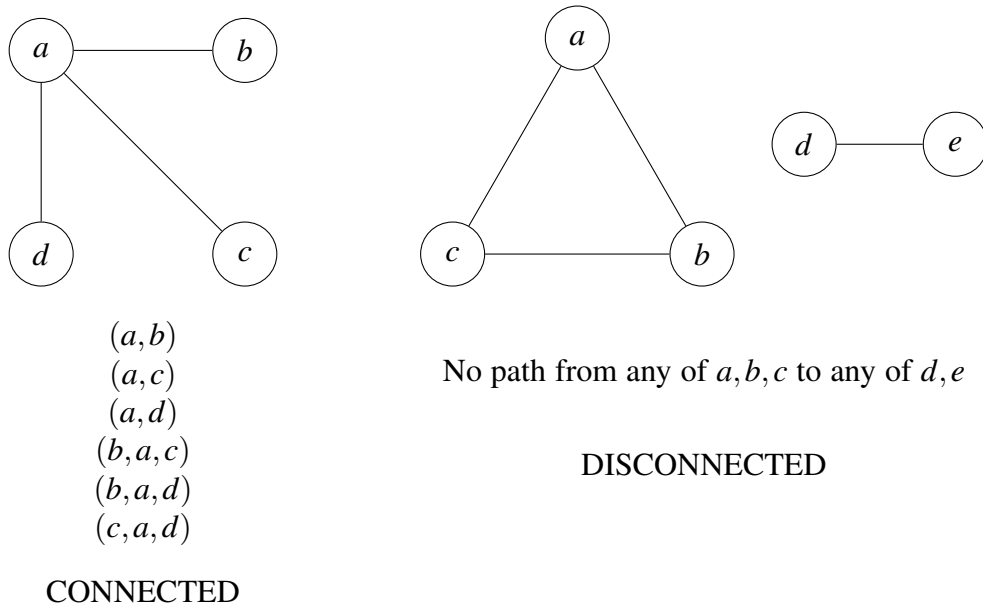 a
b
d
c
(a,b)
(a,c)
(a,d)
(b,a,c)
(b,a,d)
(c,a,d)
CONNECTED
a
d
e
c
b
No path from any of a,b,c to any of d,e
DISCONNECTED